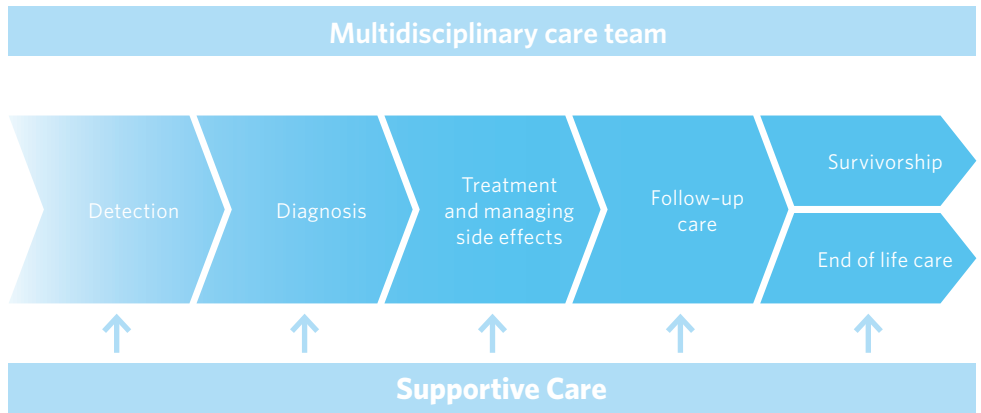 Multidisciplinary care team
Detection
Diagnosis
Treatment
and managing
side effects
Follow-up
care
Survivorship
End of life care
Supportive Care